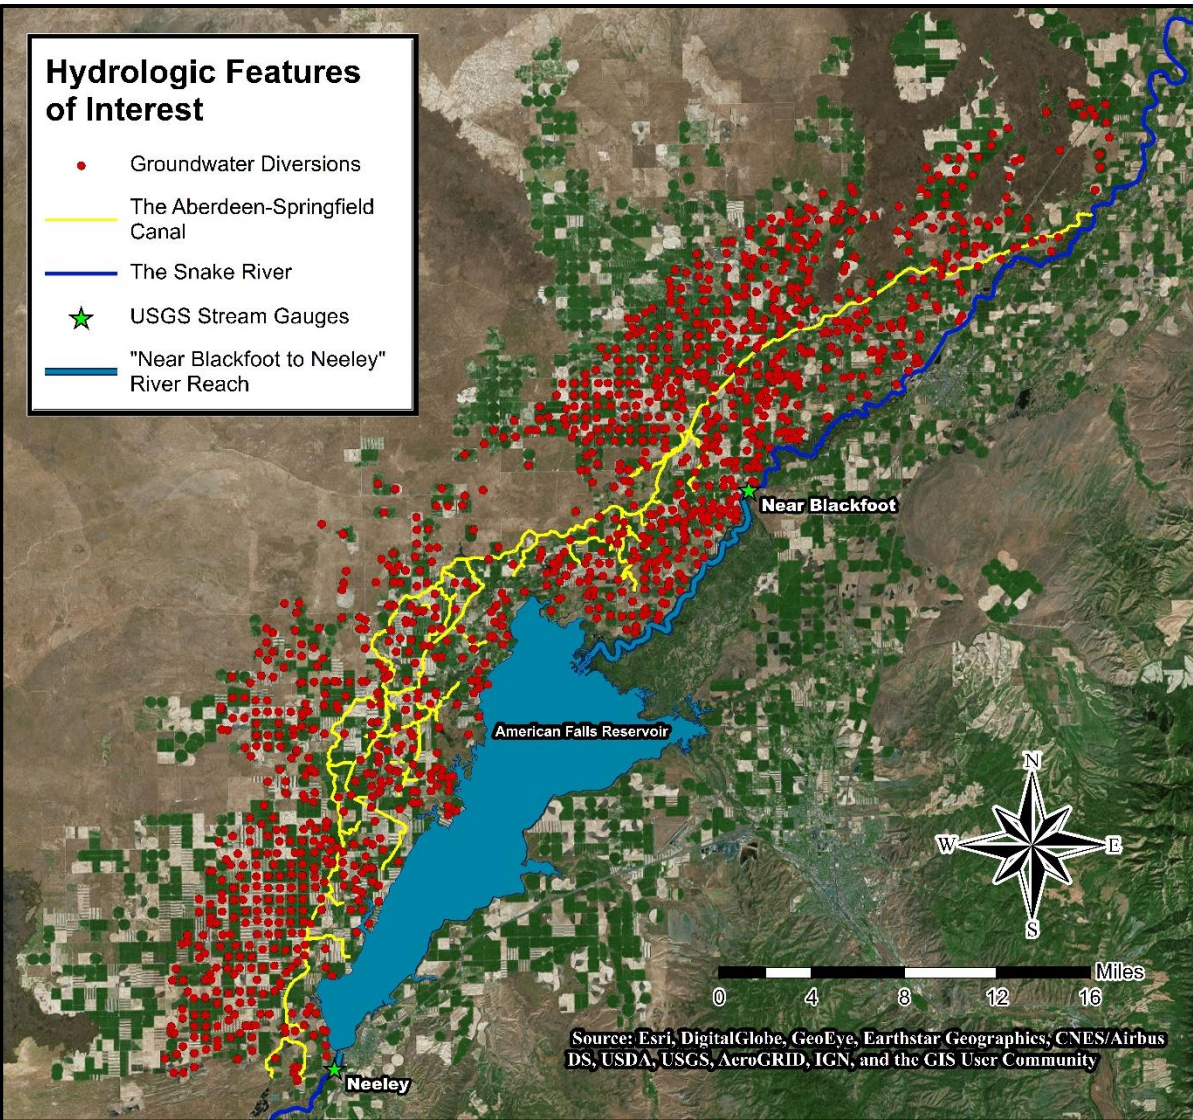 Hydrologic Features
of Interest
Groundwater Diversions
The Aberdeen-Springfield
Canal
The Snake River
USGS Stream Gauges
"Near Blackfoot to Neeley"
River Reach
Near Blackfoot
American Falls Reservoir
N
W
E
S
Miles
0 4 8 12 16
Source: Esri, DigitalGlobe, GeoEye, Earthstar Geographics, CNES/Airbus
DS, USDA, USGS, AeroGRID, IGN, and the GIS User Community
Neeley